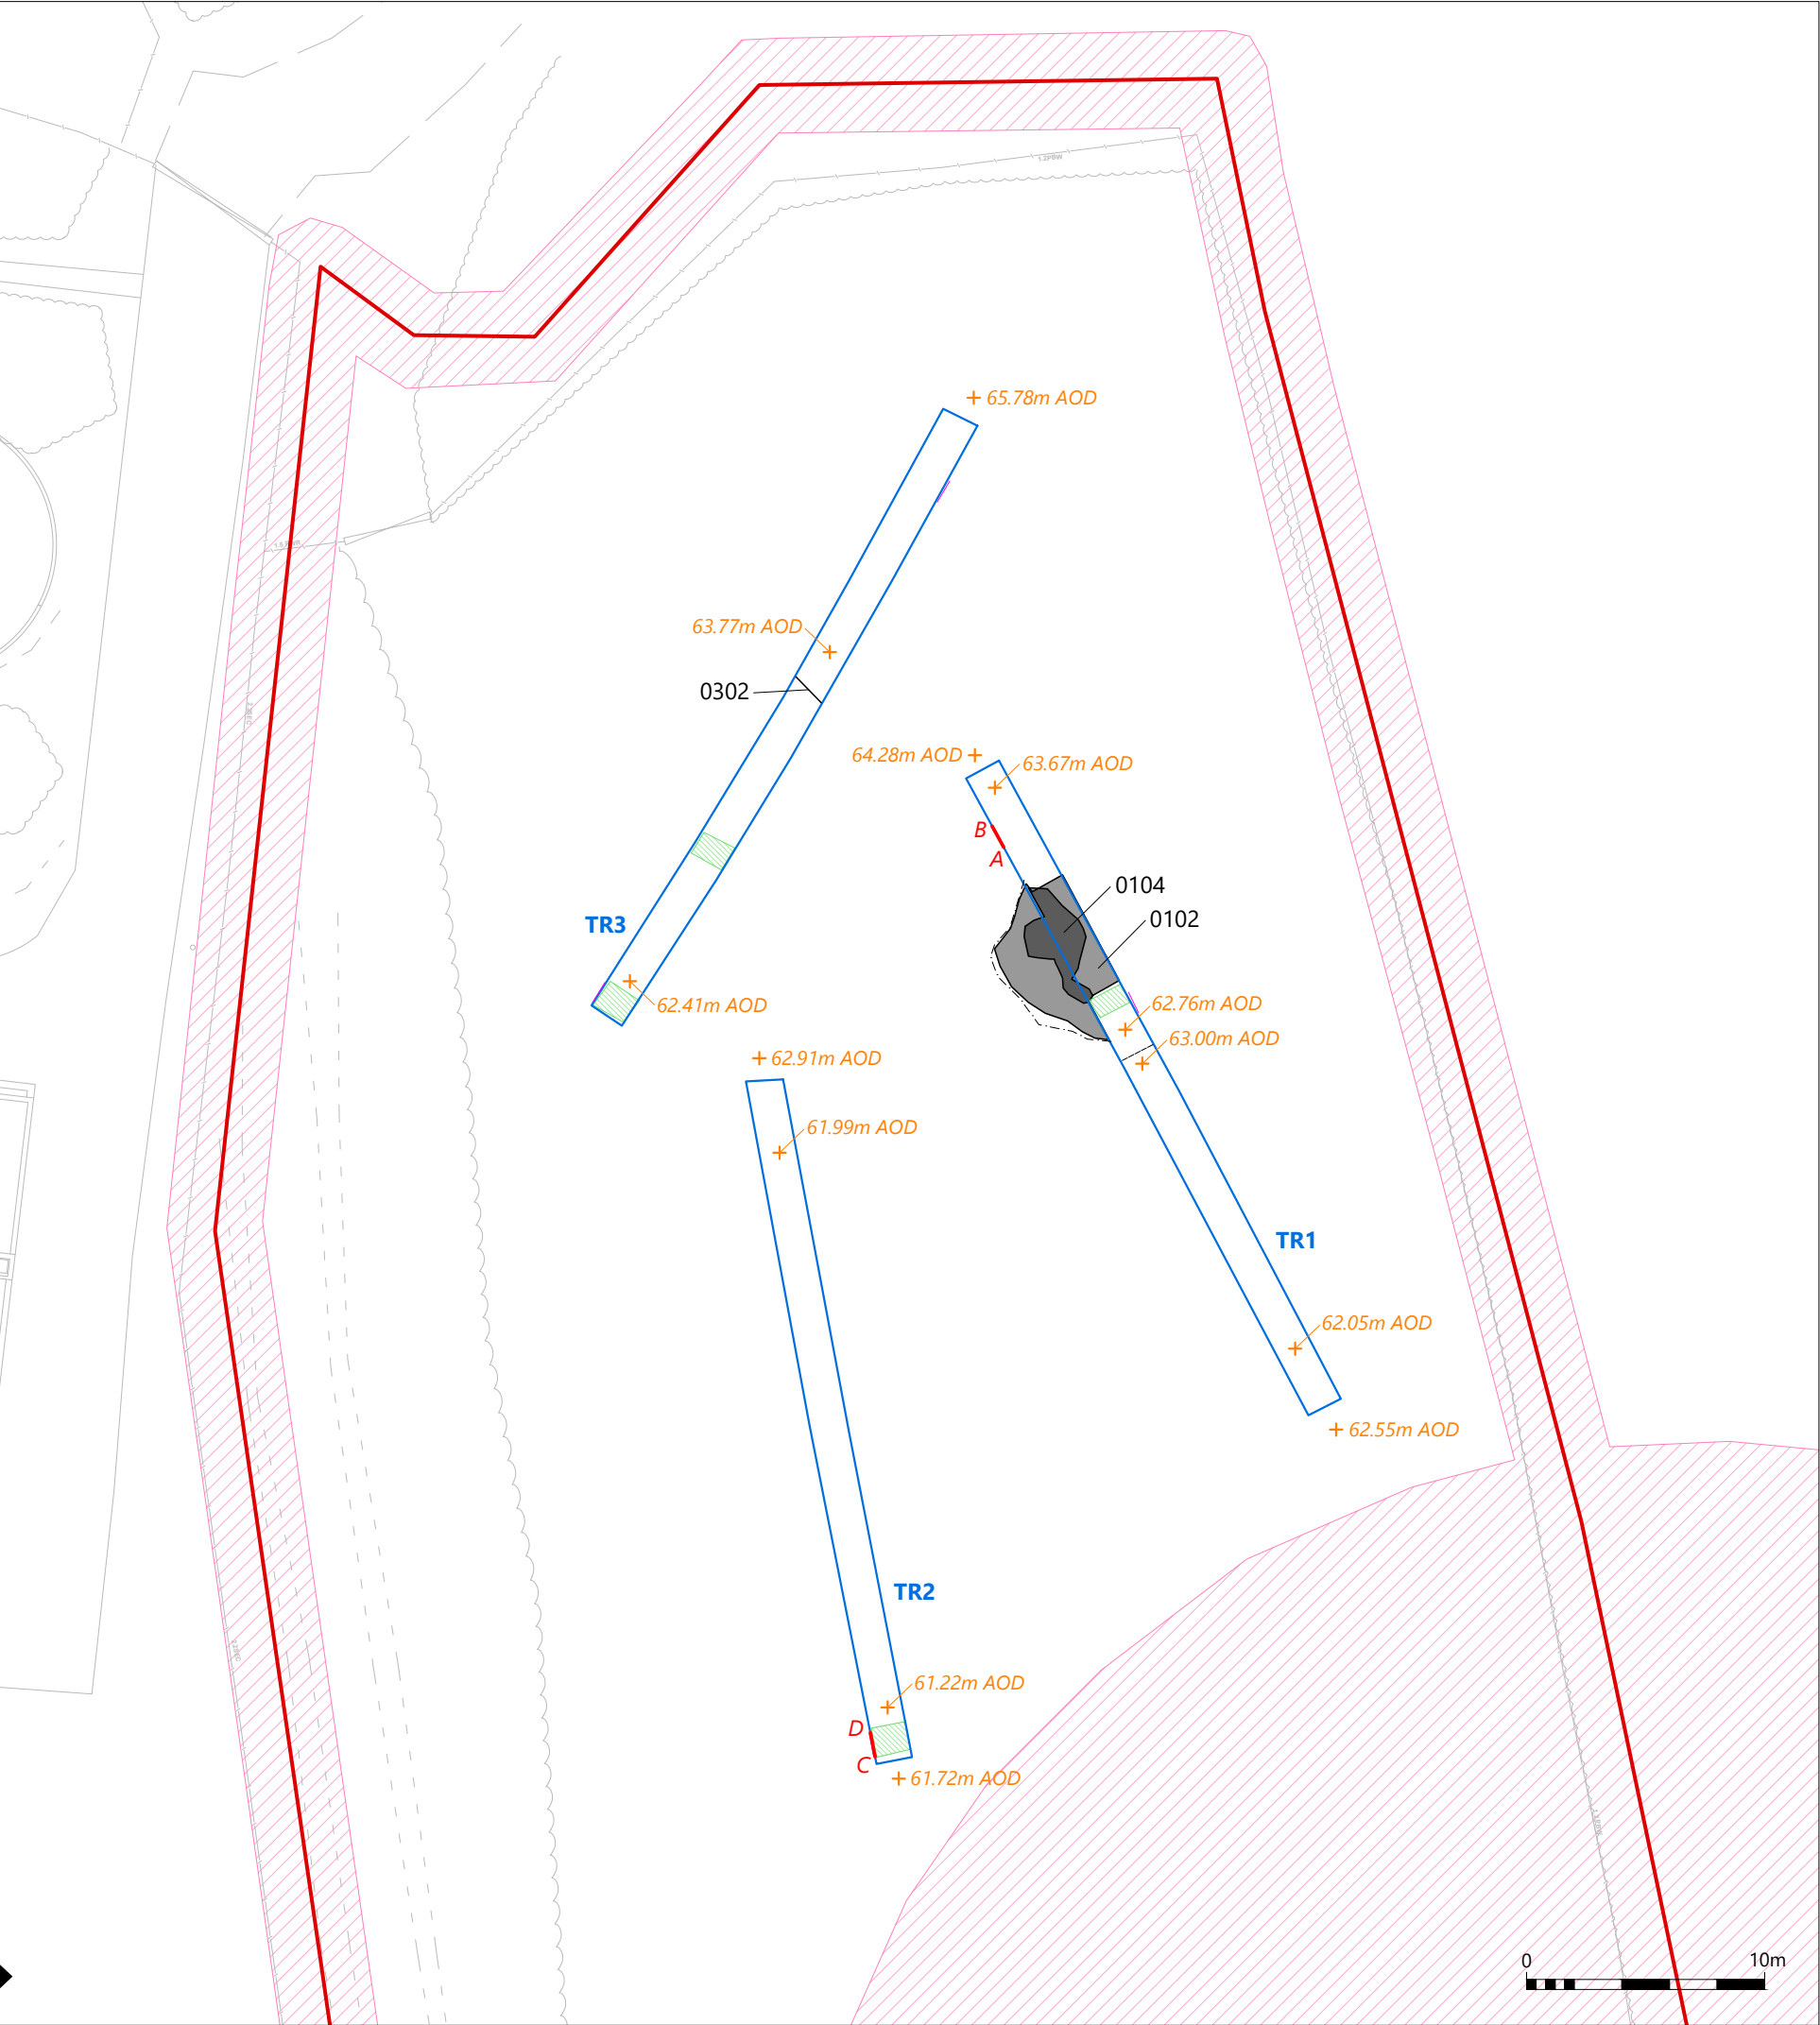 1.2PBW
65.78m AOD
63.77m AOD
0302
64.28m AOD
63.67m AOD
B
A
0104
0102
TR3
62.41m AOD
62.76m AOD
63.00m AOD
62.91m AOD
61.99m AOD
TR1
62.05m AOD
62.55m AOD
TR2
61.22m AOD
D
C
61.72m AOD
0
10m